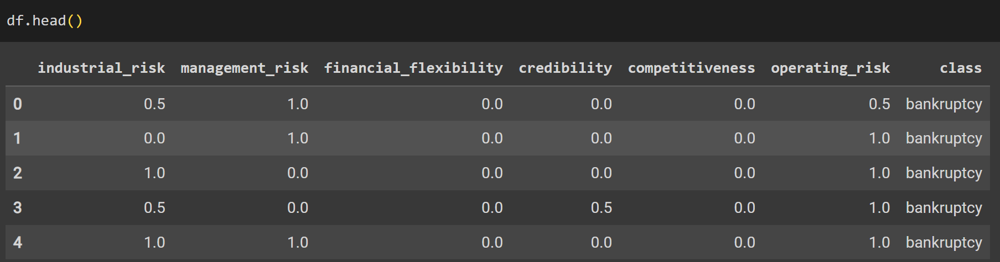 df.head()
industrial_risk management_risk financial_flexibility credibility competitiveness operating_risk class
0 0.5 1.0 0.0 0.0 0.0 0.5 bankruptcy
1 0.0 1.0 0.0 0.0 0.0 1.0 bankruptcy
2 1.0 0.0 0.0 0.0 0.0 1.0 bankruptcy
3 0.5 0.0 0.0 0.5 0.0 1.0 bankruptcy
4 1.0 1.0 0.0 0.0 0.0 1.0 bankruptcy